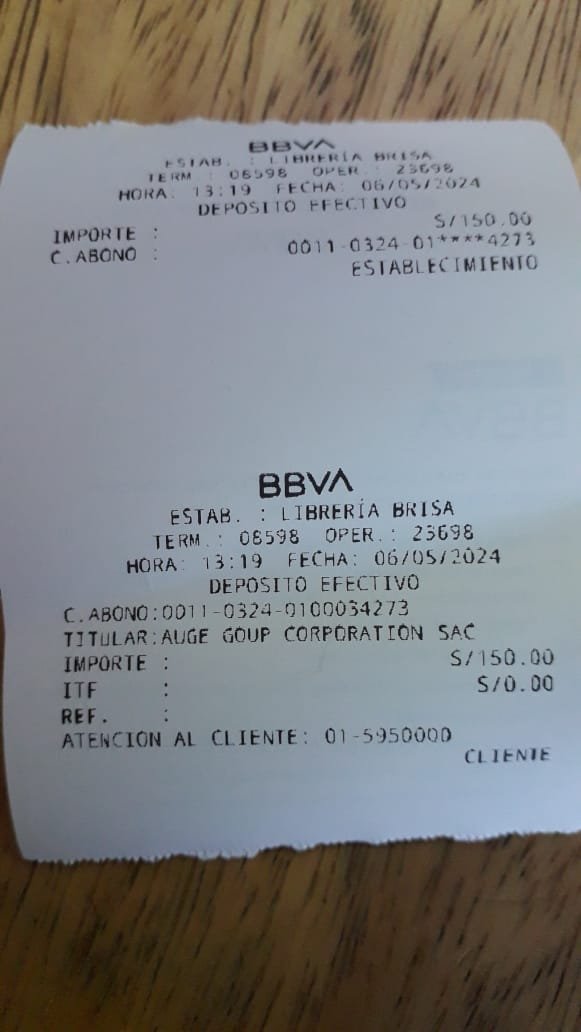 BBVA
ESTAB. : LIBRERÍA BRISA
TERM.: 08598 OPER.: 23698
HORA: 13:19 FECHA: 06/05/2024
DEPOSITO EFECTIVO
IMPORTE : S/150.00
C.ABONO : 0011-0324-01****4273
ESTABLECIMIENTO
BBVA
ESTAB. : LIBRERÍA BRISA
TERM.: 08598 OPER.: 23698
HORA: 13:19 FECHA: 06/05/2024
DEPOSITO EFECTIVO
C.ABONO:0011-0324-0100034273
TITULAR:AUGE GOUP CORPORATION SAC
IMPORTE : S/150.00
ITF : S/0.00
REF. :
ATENCION AL CLIENTE: 01-5950000
CLIENTE